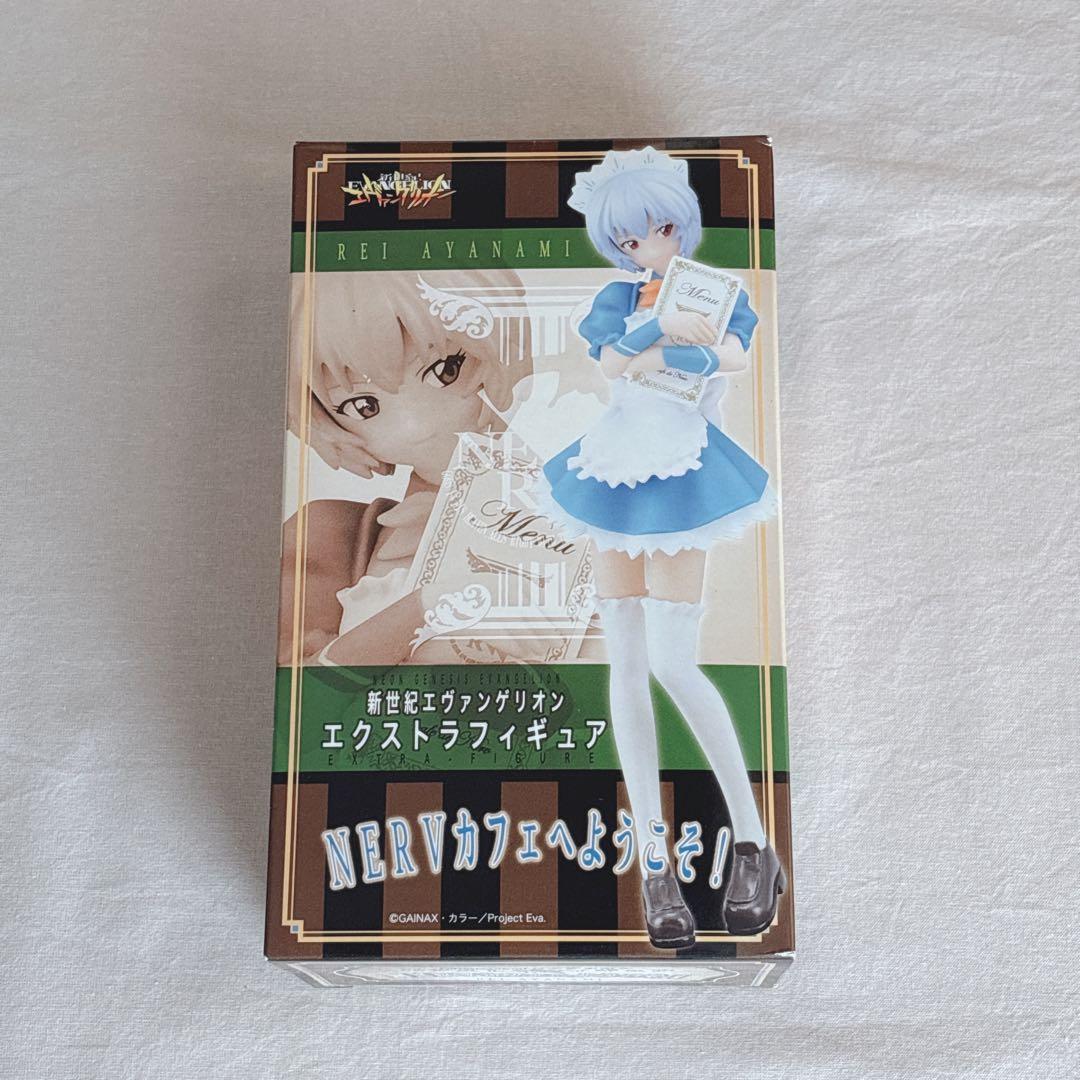 新世紀
EVANGELION
エヴァンゲリオン
REI AYANAMI
Menu
Menu
NEON GENESIS EVANGELION
新世紀エヴァンゲリオン
エクストラフィギュア
EXTRA・FIGURE
NERVカフェへようこそ!
©GAINAX・カラー/Project Eva.